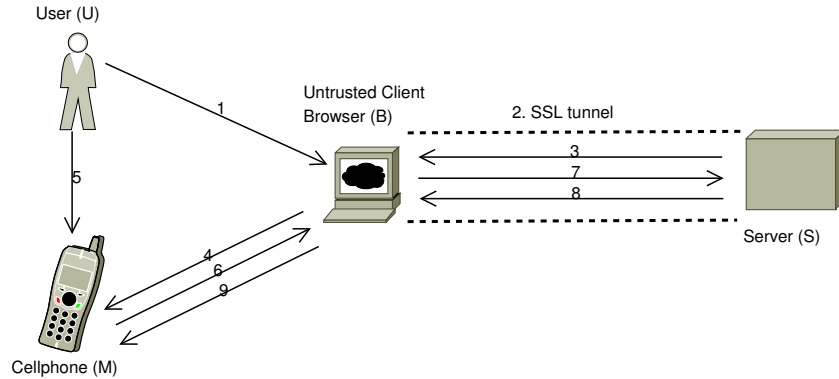 User (U)
1
Untrusted Client
Browser (B)
2. SSL tunnel
3
7
8
5
4
6
9
Server (S)
Cellphone (M)